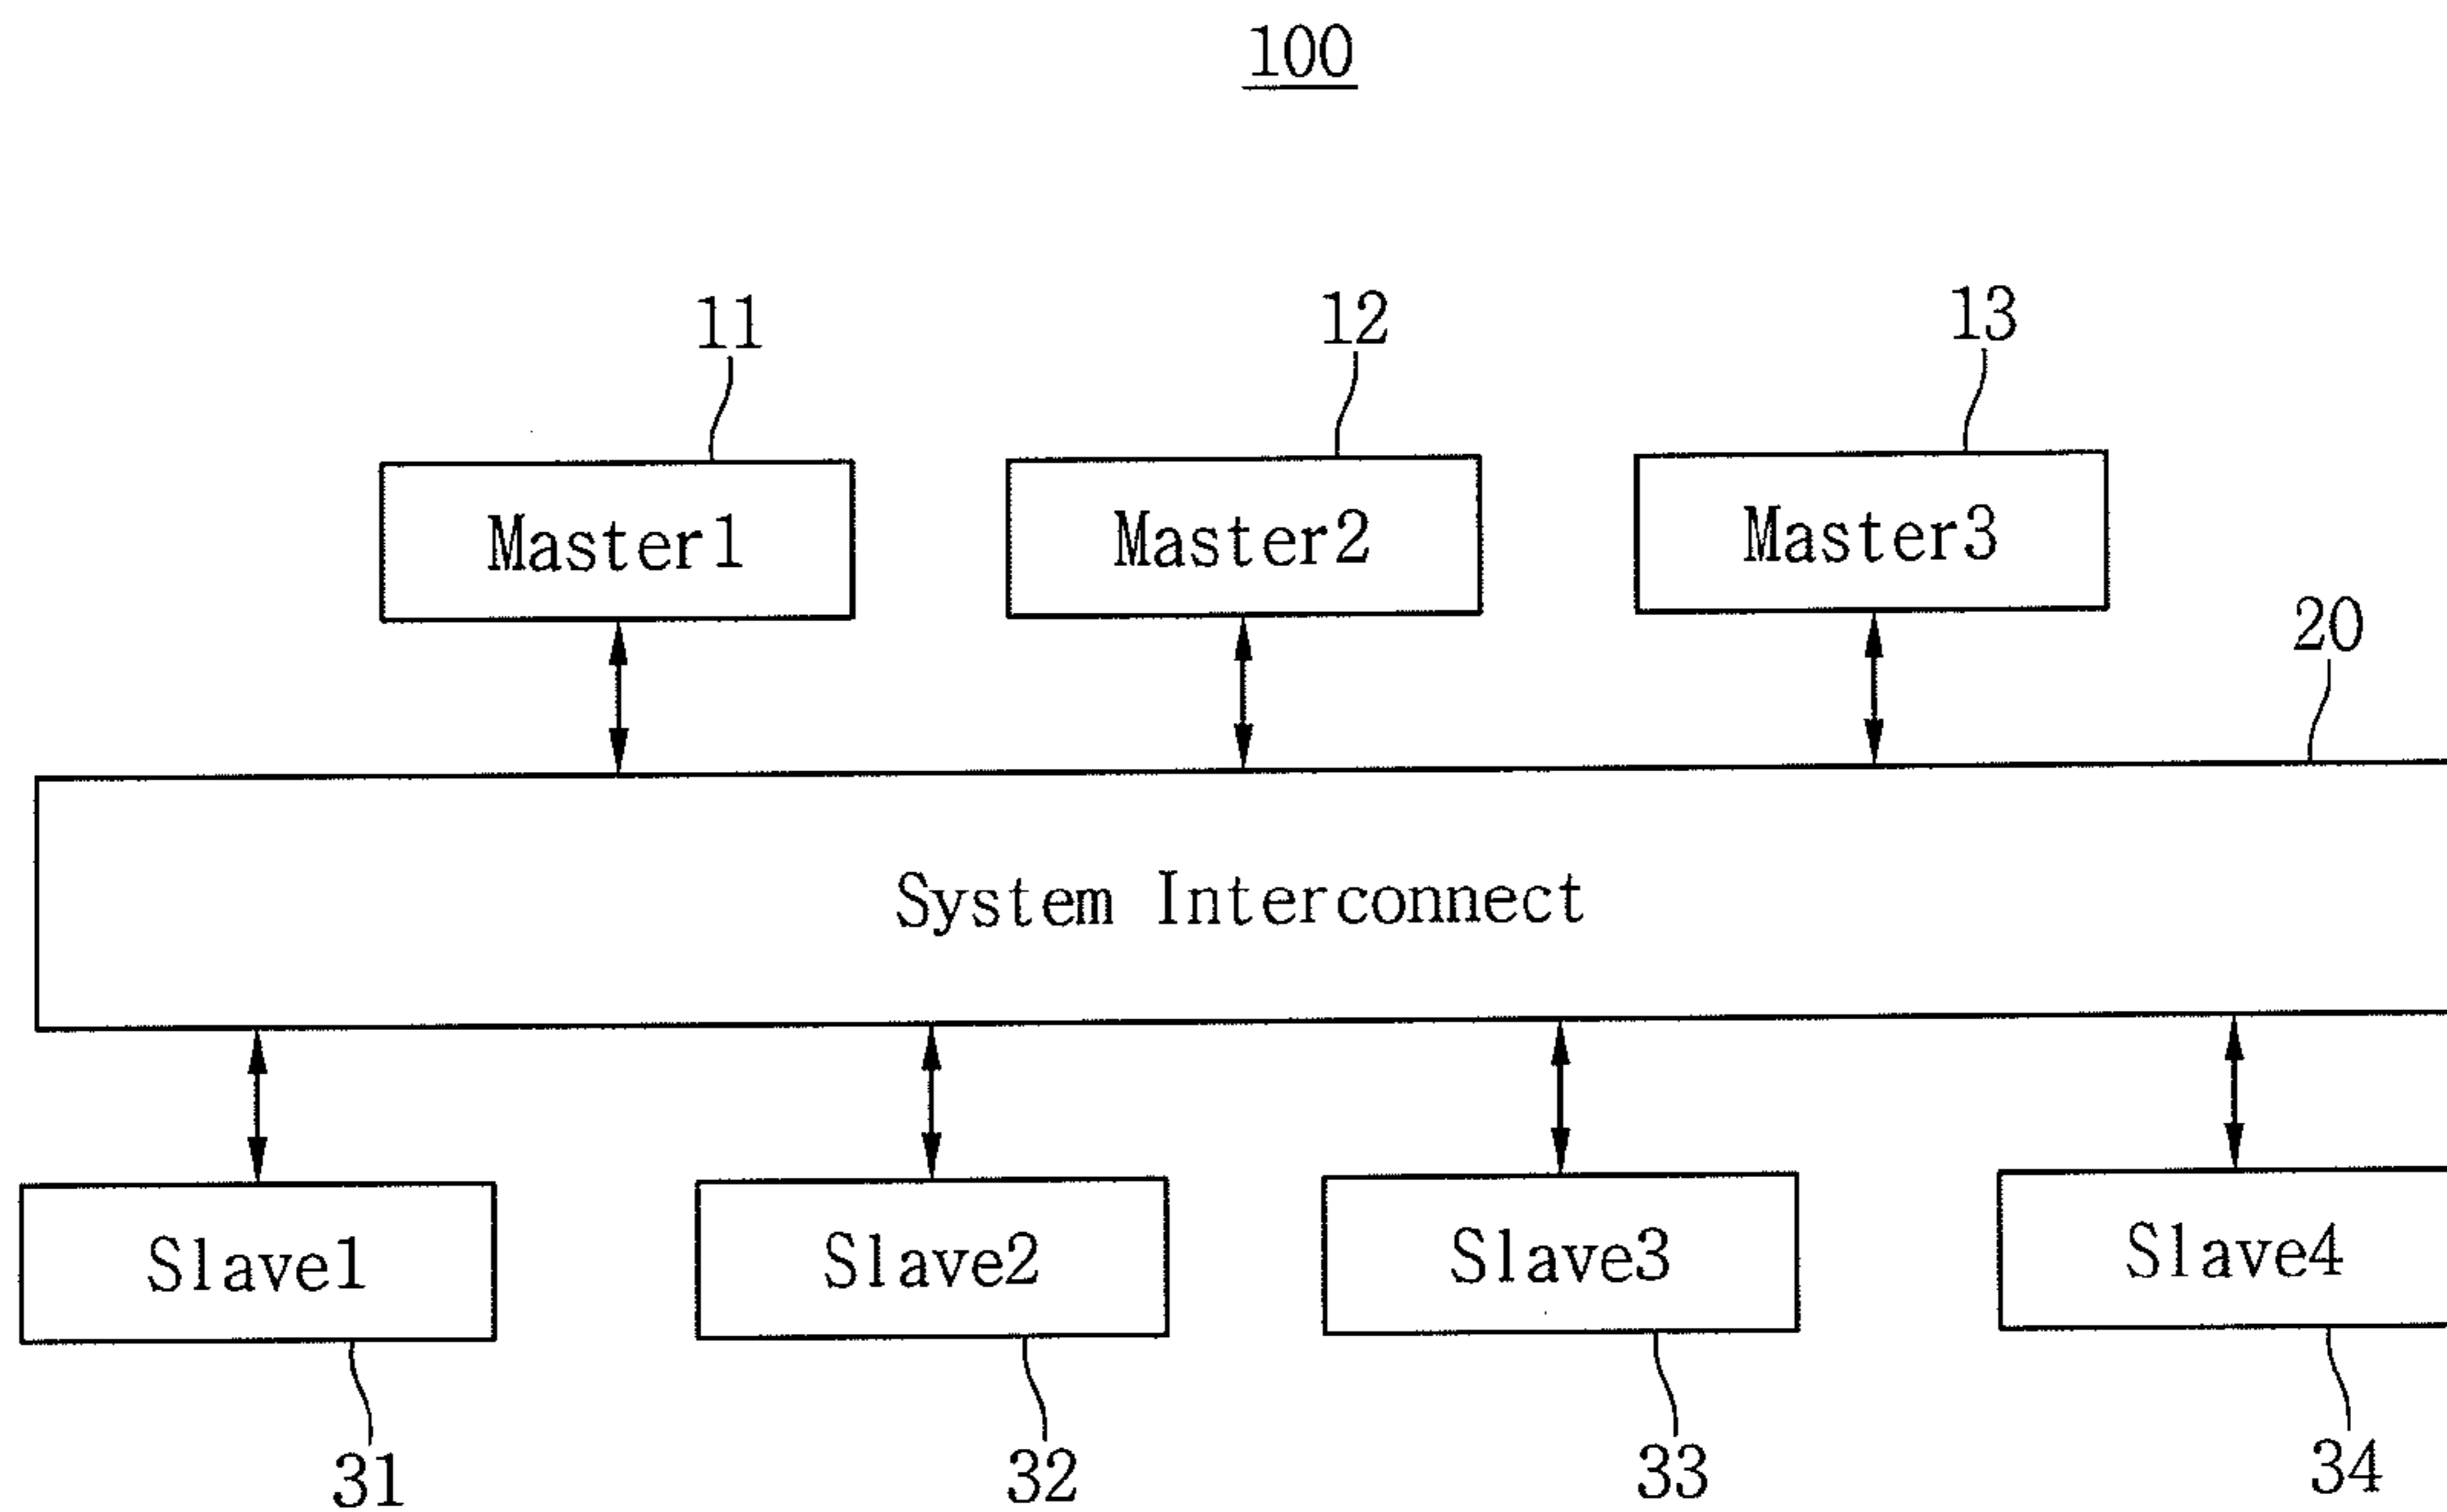 100
11 12 13
Master1 Master2 Master3
20
System Interconnect
Slave1 Slave2 Slave3 Slave4
31 32 33 34